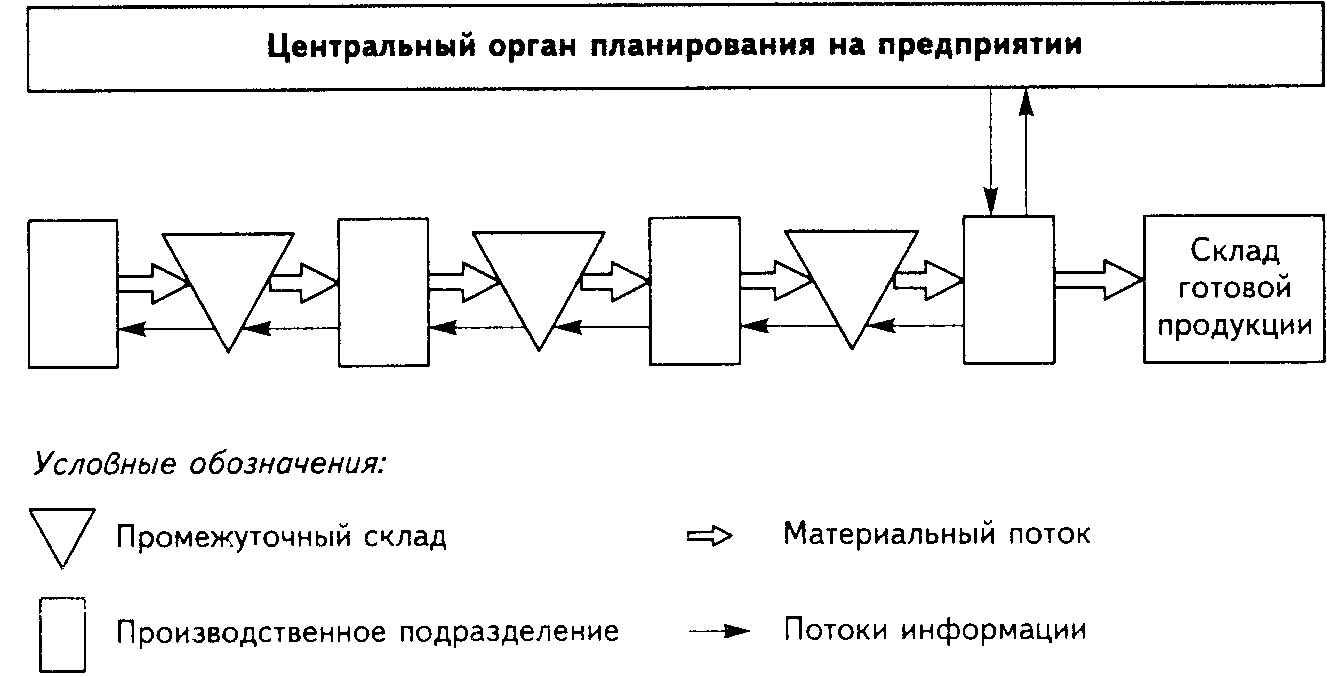 Центральный орган планирования на предприятии
Склад
готовой
продукции
Условные обозначения:
Промежуточный склад
Материальный поток
Производственное подразделение
Потоки информации